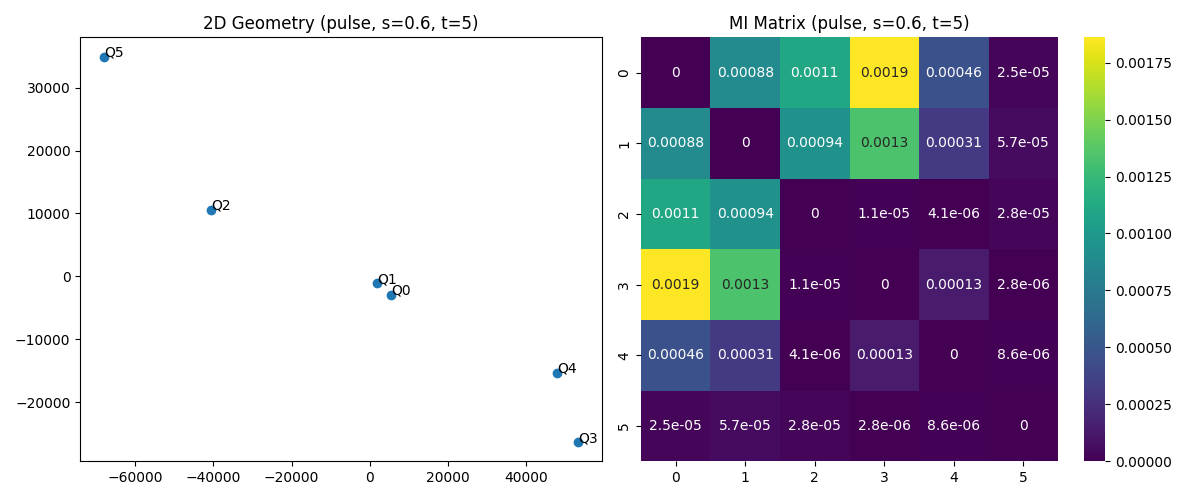 2D Geometry (pulse, s=0.6, t=5)
Q5
Q2
Q1
Q0
Q4
Q3
30000
20000
10000
0
−10000
−20000
−60000 −40000 −20000 0 20000 40000
MI Matrix (pulse, s=0.6, t=5)
0 0 0.00088 0.0011 0.0019 0.00046 2.5e-05
1 0.00088 0 0.00094 0.0013 0.00031 5.7e-05
2 0.0011 0.00094 0 1.1e-05 4.1e-06 2.8e-05
3 0.0019 0.0013 1.1e-05 0 0.00013 2.8e-06
4 0.00046 0.00031 4.1e-06 0.00013 0 8.6e-06
5 2.5e-05 5.7e-05 2.8e-05 2.8e-06 8.6e-06 0
0 1 2 3 4 5
0.00175
0.00150
0.00125
0.00100
0.00075
0.00050
0.00025
0.00000